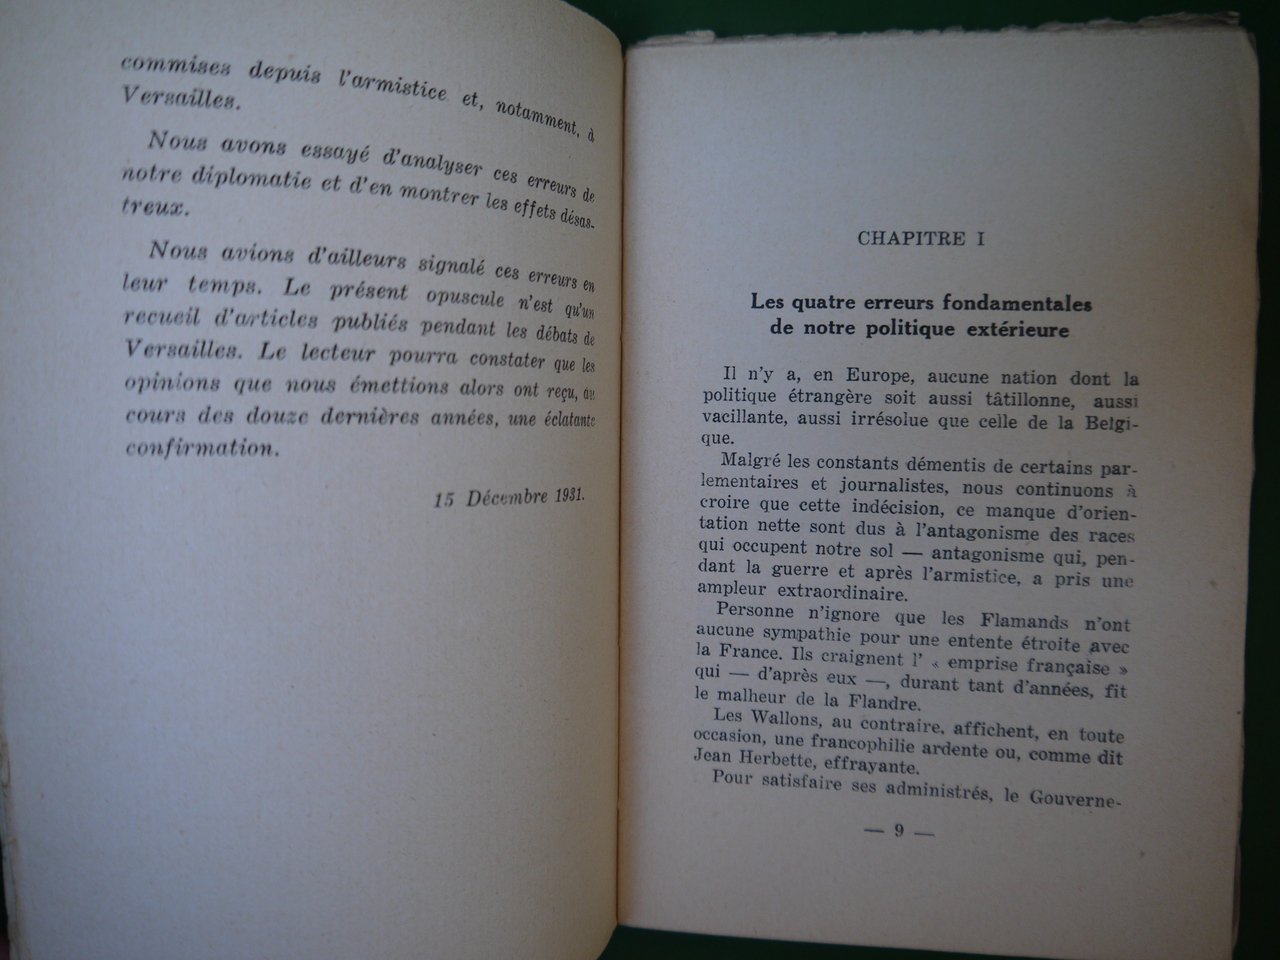 commises depuis l'armistice et, notamment, à
Versailles.
Nous avons essayé d'analyser ces erreurs de
notre diplomatie et d'en montrer les effets désas-
treux.
Nous avions d'ailleurs signalé ces erreurs en
leur temps. Le présent opuscule n'est qu'un
recueil d'articles publiés pendant les débats de
Versailles. Le lecteur pourra constater que les
opinions que nous émettions alors ont reçu, au
cours des douze dernières années, une éclatante
confirmation.
15 Décembre 1931.
CHAPITRE I
Les quatre erreurs fondamentales
de notre politique extérieure
Il n'y a, en Europe, aucune nation dont la
politique étrangère soit aussi tâtillonne, aussi
vacillante, aussi irrésolue que celle de la Belgi-
que.
Malgré les constants démentis de certains par-
lementaires et journalistes, nous continuons à
croire que cette indécision, ce manque d'orien-
tation nette sont dus à l'antagonisme des races
qui occupent notre sol — antagonisme qui, pen-
dant la guerre et après l'armistice, a pris une
ampleur extraordinaire.
Personne n'ignore que les Flamands n'ont
aucune sympathie pour une entente étroite avec
la France. Ils craignent l' « emprise française »
qui — d'après eux —, durant tant d'années, fit
le malheur de la Flandre.
Les Wallons, au contraire, affichent, en toute
occasion, une francophilie ardente ou, comme dit
Jean Herbette, effrayante.
Pour satisfaire ses administrés, le Gouverne-
— 9 —